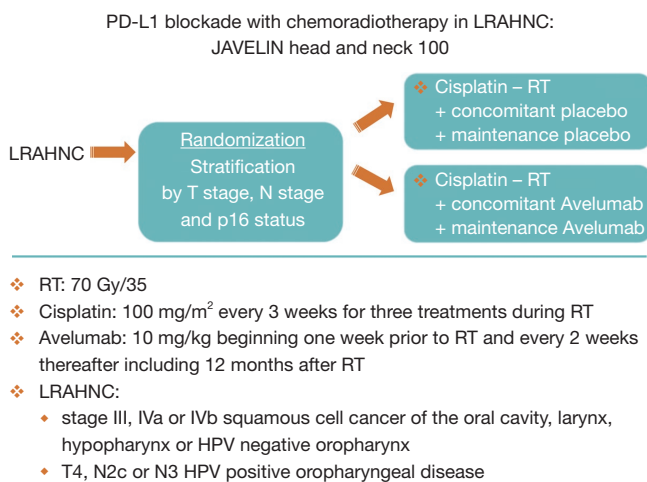 PD-L1 blockade with chemoradiotherapy in LRAHNC:
JAVELIN head and neck 100
LRAHNC
Randomization
Stratification
by T stage, N stage
and p16 status
Cisplatin – RT
+ concomitant placebo
+ maintenance placebo
Cisplatin – RT
+ concomitant Avelumab
+ maintenance Avelumab
RT: 70 Gy/35
Cisplatin: 100 mg/m² every 3 weeks for three treatments during RT
Avelumab: 10 mg/kg beginning one week prior to RT and every 2 weeks
thereafter including 12 months after RT
LRAHNC:
stage III, IVa or IVb squamous cell cancer of the oral cavity, larynx,
hypopharynx or HPV negative oropharynx
T4, N2c or N3 HPV positive oropharyngeal disease